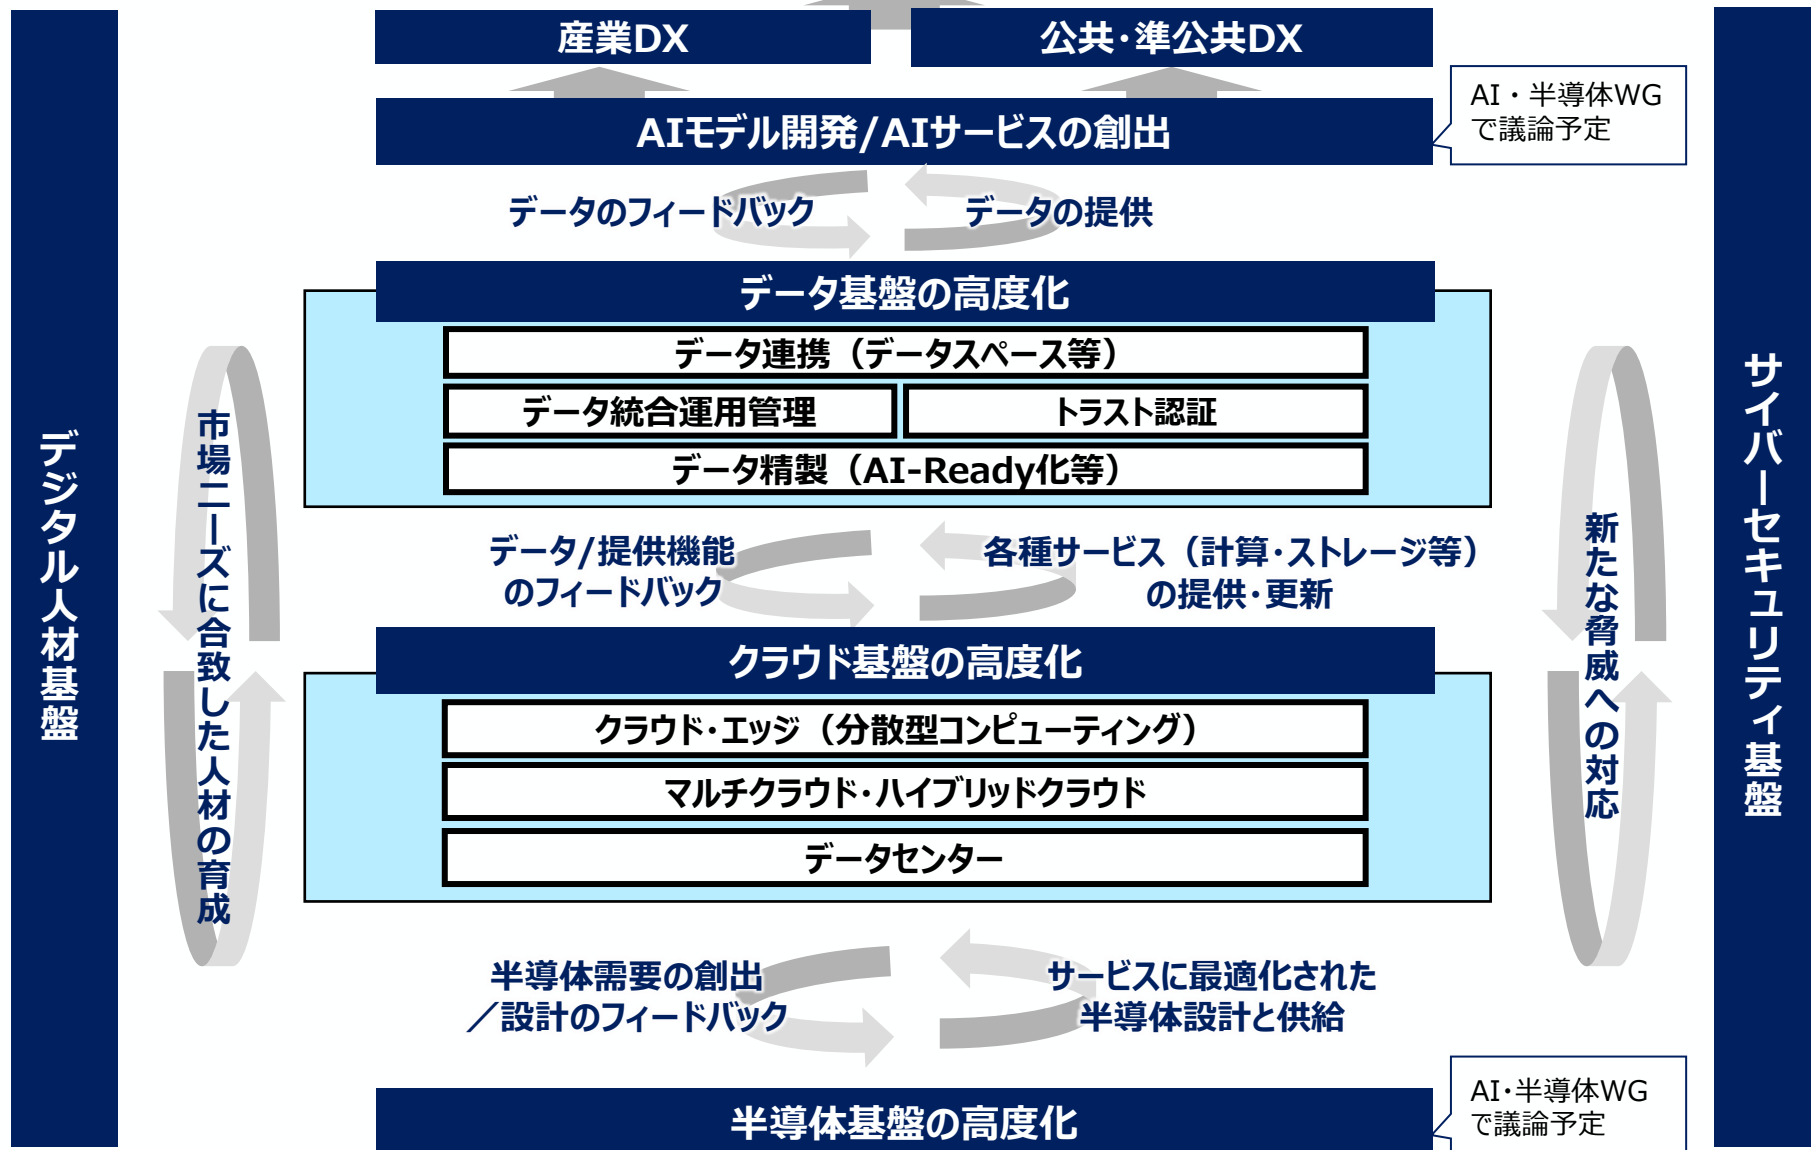 産業DX
公共･準公共DX
AIモデル開発/AIサービスの創出
AI・半導体WG
で議論予定
データのフィードバック
データの提供
データ基盤の高度化
データ連携（データスペース等）
データ統合運用管理
トラスト認証
データ精製（AI-Ready化等）
データ/提供機能
のフィードバック
各種サービス（計算･ストレージ等）
の提供･更新
クラウド基盤の高度化
クラウド･エッジ（分散型コンピューティング）
マルチクラウド･ハイブリッドクラウド
データセンター
半導体需要の創出
／設計のフィードバック
サービスに最適化された
半導体設計と供給
半導体基盤の高度化
AI･半導体WG
で議論予定
デジタル人材基盤
市場ニーズに合致した人材の育成
新たな脅威への対応
サイバーセキュリティ基盤